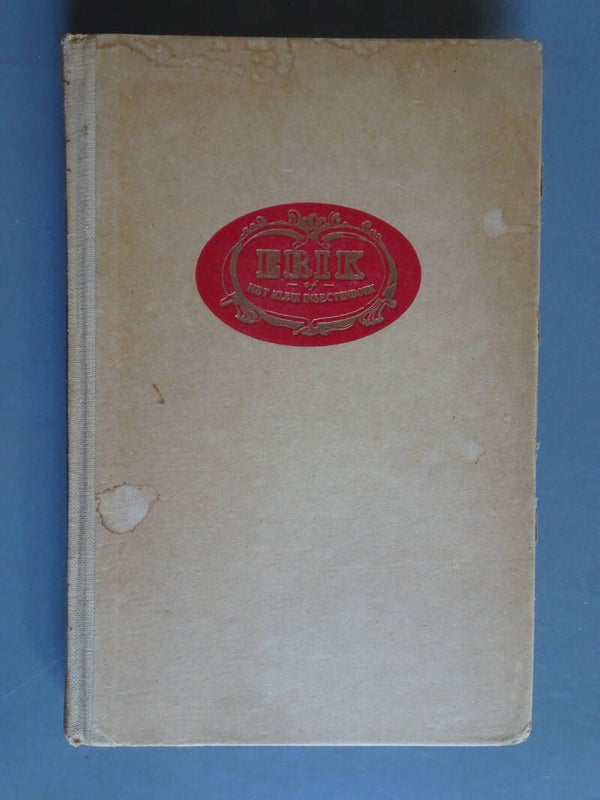 ERIK
— of —
HET KLEIN INSECTENBOEK